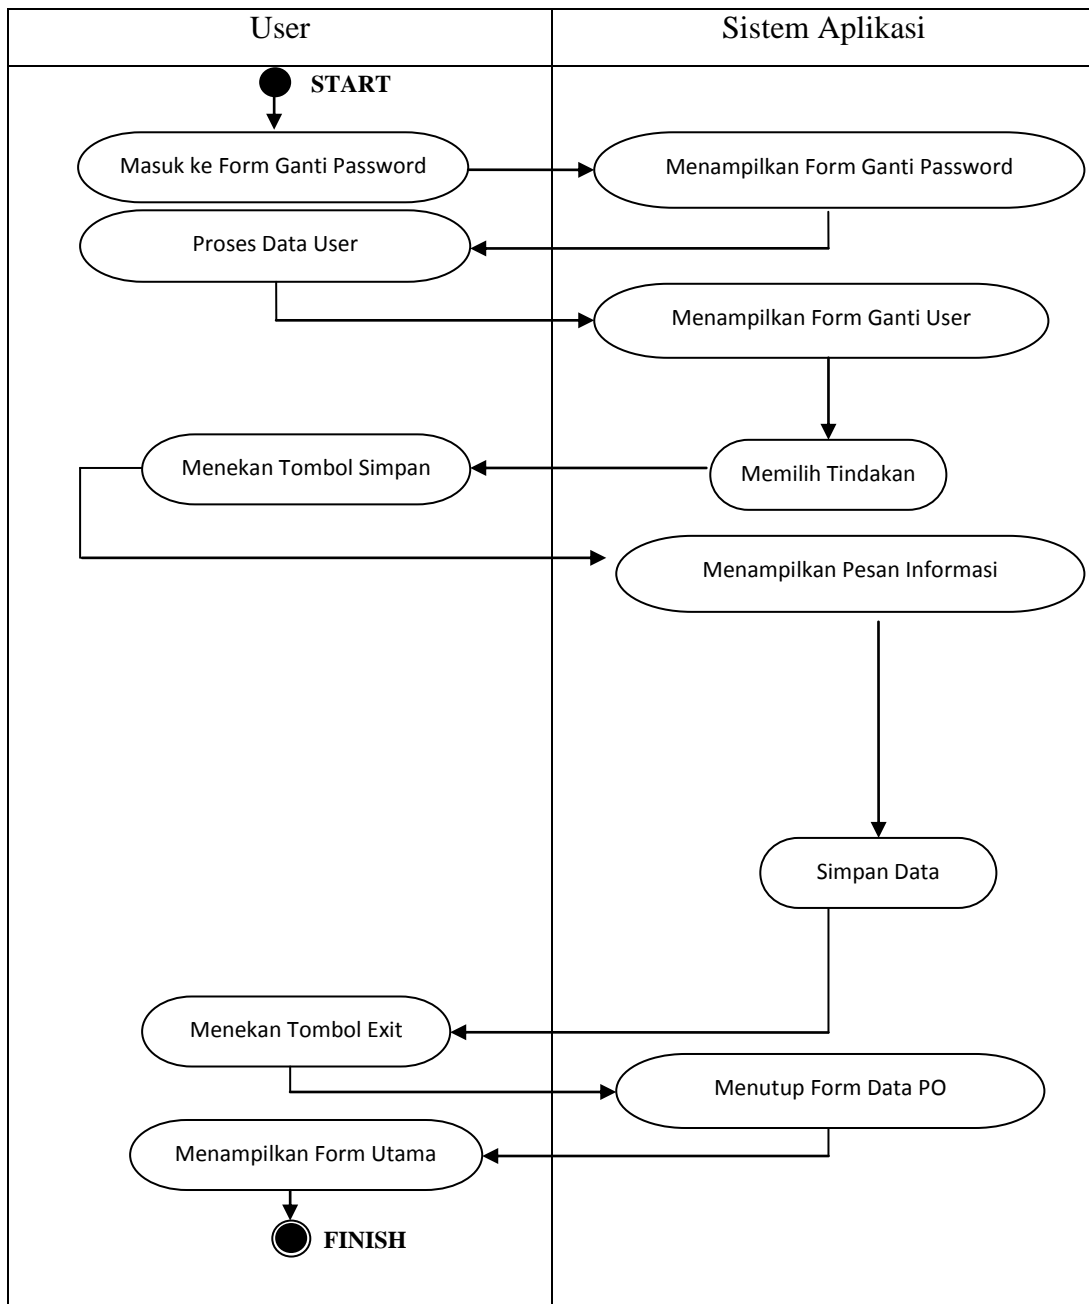 User
Sistem Aplikasi
START
Masuk ke Form Ganti Password
Menampilkan Form Ganti Password
Proses Data User
Menampilkan Form Ganti User
Menekan Tombol Simpan
Memilih Tindakan
Menampilkan Pesan Informasi
Simpan Data
Menekan Tombol Exit
Menutup Form Data PO
Menampilkan Form Utama
FINISH